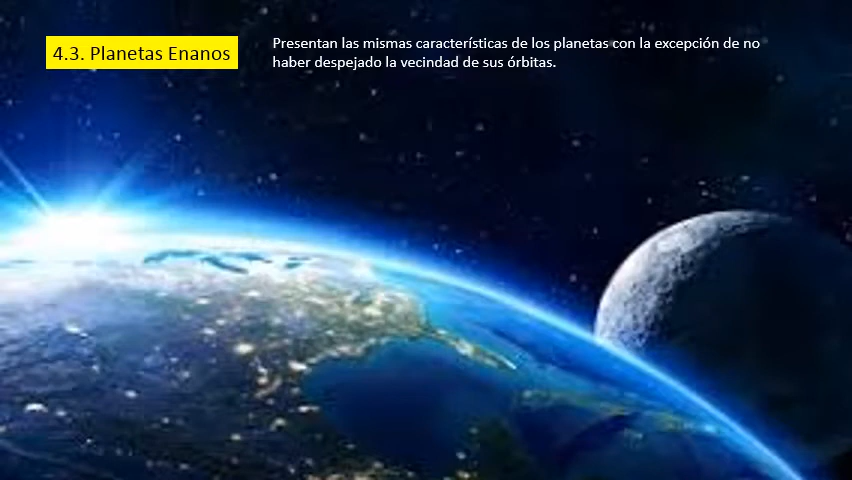 4.3. Planetas Enanos
Presentan las mismas características de los planetas con la excepción de no
haber despejado la vecindad de sus órbitas.